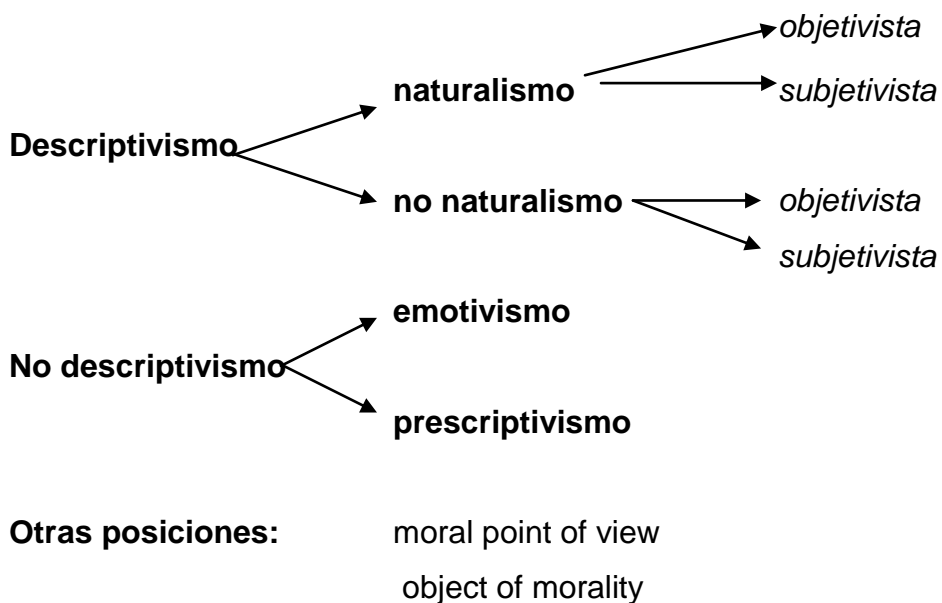 objetivista
naturalismo
subjetivista
Descriptivismo
no naturalismo
objetivista
subjetivista
emotivismo
No descriptivismo
prescriptivismo
Otras posiciones: moral point of view
object of morality